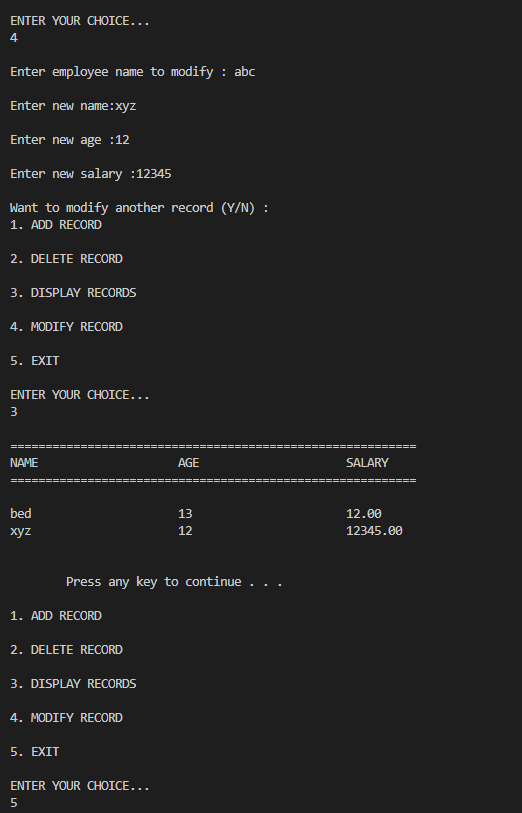 ENTER YOUR CHOICE...
4
Enter employee name to modify : abc
Enter new name:xyz
Enter new age :12
Enter new salary :12345
Want to modify another record (Y/N) :
1. ADD RECORD
2. DELETE RECORD
3. DISPLAY RECORDS
4. MODIFY RECORD
5. EXIT
ENTER YOUR CHOICE...
3
==========================================================
NAME AGE SALARY
==========================================================
bed 13 12.00
xyz 12 12345.00
Press any key to continue . . .
1. ADD RECORD
2. DELETE RECORD
3. DISPLAY RECORDS
4. MODIFY RECORD
5. EXIT
ENTER YOUR CHOICE...
5